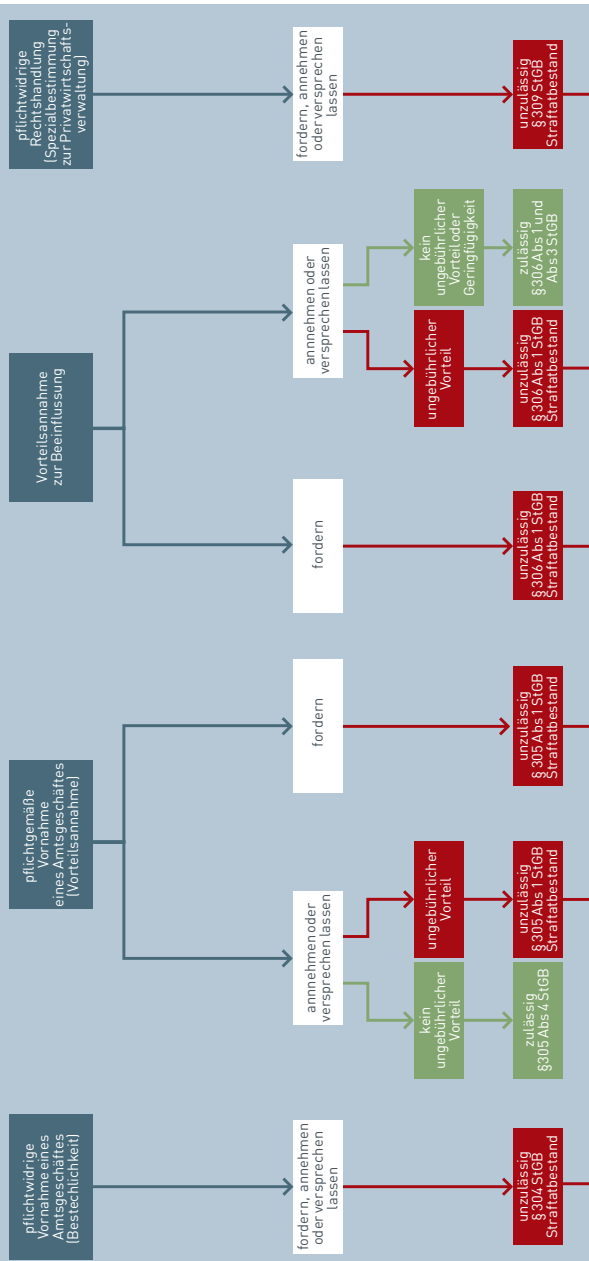 pflichtwidrige
Vornahme eines
Amtsgeschäftes
(Bestechlichkeit)
fordern, annehmen
oder versprechen
lassen
unzulässig
§ 304 StGB
Straftatbestand
pflichtgemäße
Vornahme
eines Amtsgeschäftes
(Vorteilsannahme)
annnehmen oder
versprechen lassen
kein
ungebührlicher
Vorteil
zulässig
§305 Abs 4 StGB
ungebührlicher
Vorteil
unzulässig
§ 305 Abs 1 StGB
Straftatbestand
fordern
unzulässig
§ 305 Abs 1 StGB
Straftatbestand
Vorteilsannahme
zur Beeinflussung
fordern
unzulässig
§ 306 Abs 1 StGB
Straftatbestand
annnehmen oder
versprechen lassen
ungebührlicher
Vorteil
unzulässig
§ 306 Abs 1 StGB
Straftatbestand
kein
ungebührlicher
Vorteil oder
Geringfügigkeit
zulässig
§306 Abs 1 und
Abs 3 StGB
pflichtwidrige
Rechtshandlung
(Spezialbestimmung
zur Privatwirtschafts-
verwaltung)
fordern, annehmen
oder versprechen
lassen
unzulässig
§ 309 StGB
Straftatbestand